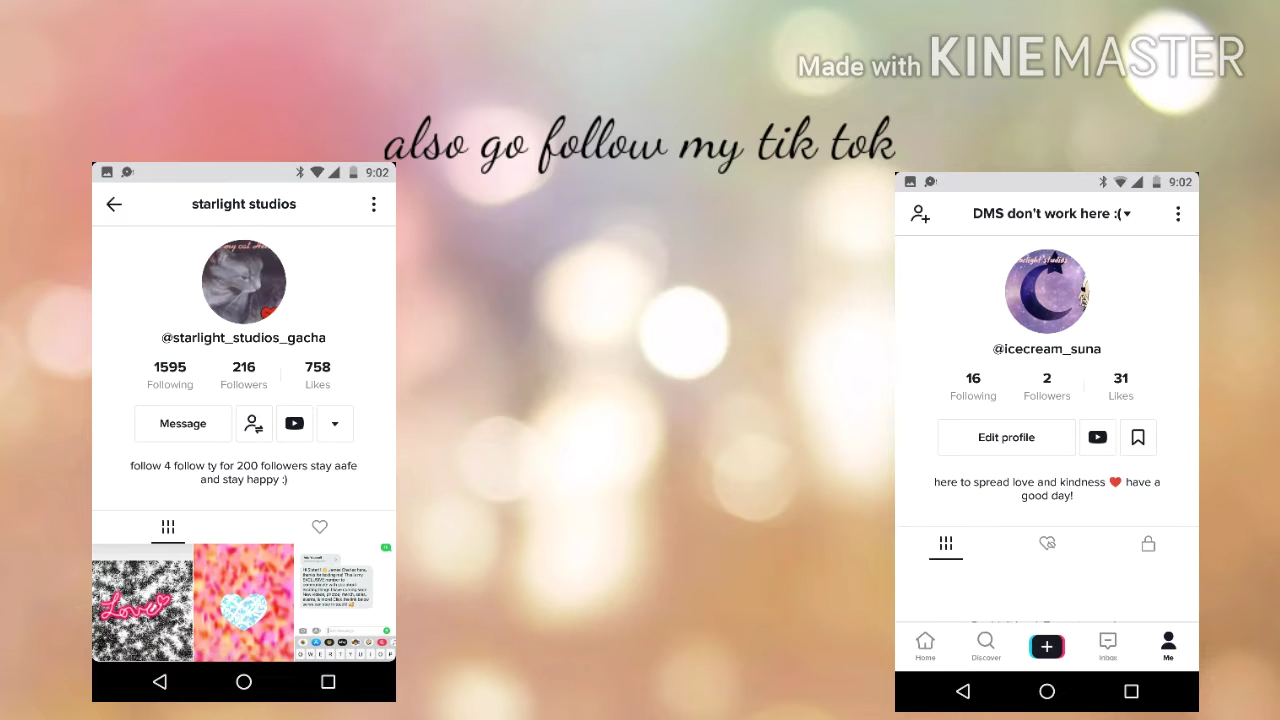 Made with KINEMASTER
also go follow my tik tok
9:02
starlight studios
my cat
@starlight_studios_gacha
1595 216 758
Following Followers Likes
Message
follow 4 follow ty for 200 followers stay aafe
and stay happy :)
Love
9:02
DMS don't work here :(
@icecream_suna
16 2 31
Following Followers Likes
Edit profile
here to spread love and kindness ❤️ have a
good day!
Home Discover Inbox Me